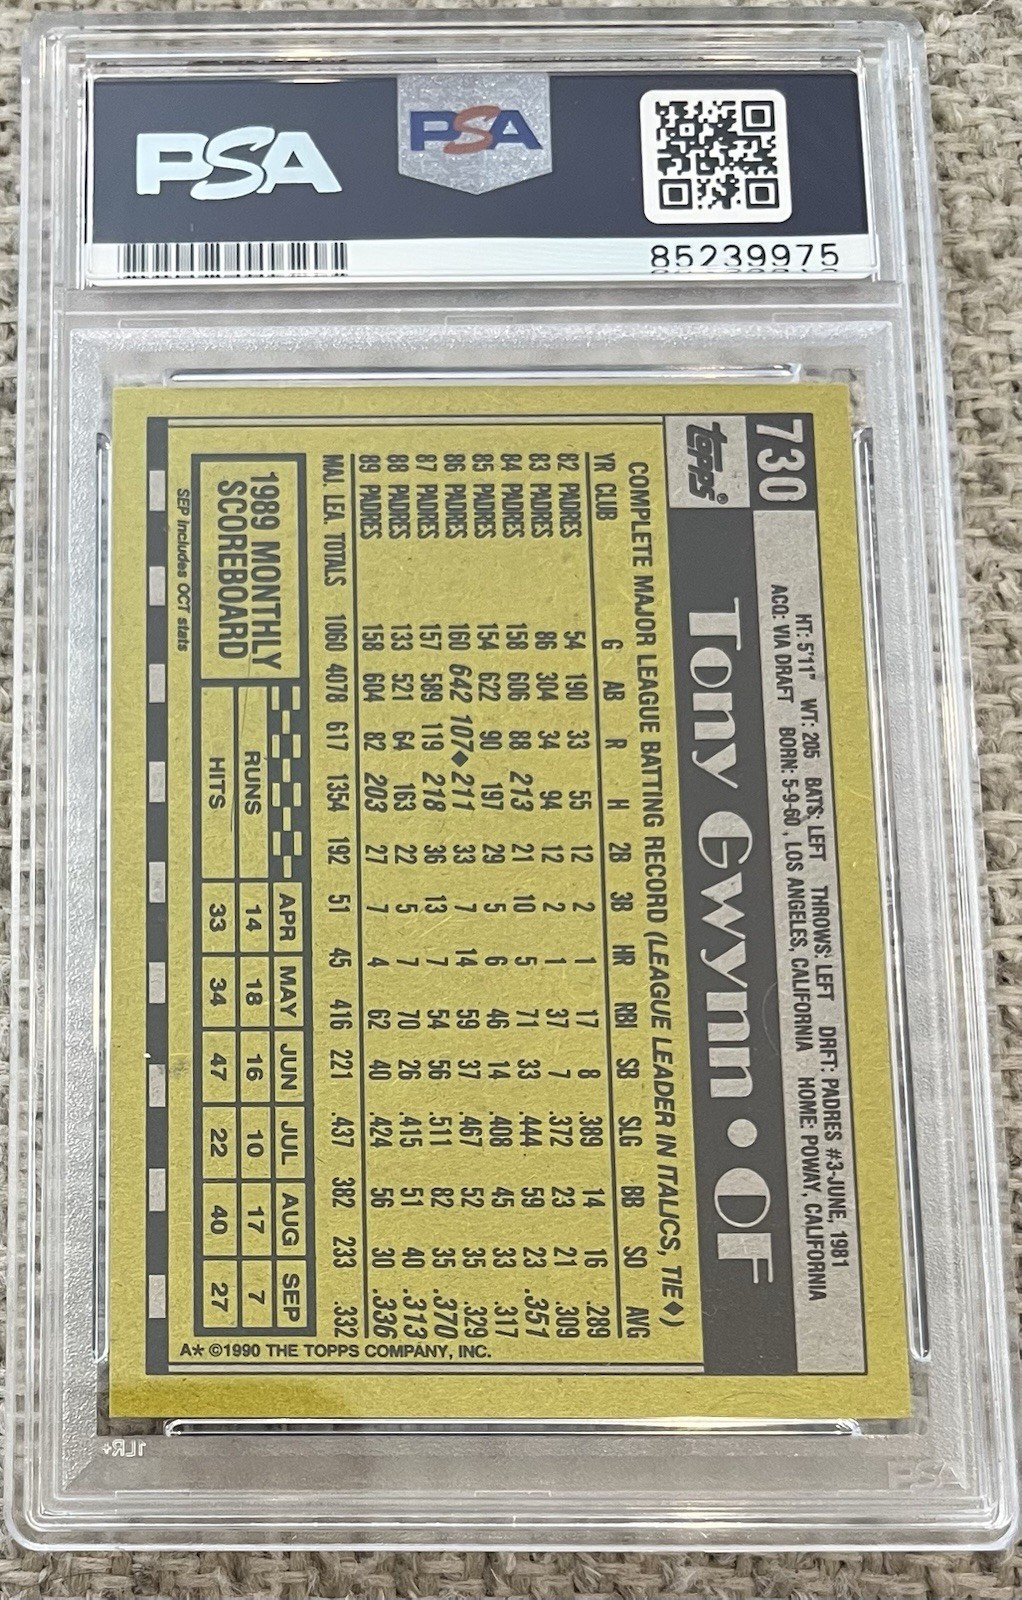 PSA
PSA
85239975
730
topps®
HT: 5'11" WT: 205 BATS: LEFT THROWS: LEFT DRFT: PADRES #3-JUNE, 1981
ACQ: VIA DRAFT BORN: 5-9-60, LOS ANGELES, CALIFORNIA HOME: POWAY, CALIFORNIA
Tony Gwynn • OF
COMPLETE MAJOR LEAGUE BATTING RECORD (LEAGUE LEADER IN ITALICS, TIE♦)
YR CLUB G AB R H 2B 3B HR RBI SB SLG BB SO AVG
82 PADRES 54 190 33 55 12 2 1 17 8 .389 14 16 .289
83 PADRES 86 304 34 94 12 2 1 37 7 .372 23 21 .309
84 PADRES 158 606 88 213 21 10 5 71 33 .444 59 23 .351
85 PADRES 154 622 90 197 29 5 6 46 14 .408 45 33 .317
86 PADRES 160 642 107♦ 211 33 7 14 59 37 .467 52 35 .329
87 PADRES 157 589 119 218 36 13 7 54 56 .511 82 35 .370
88 PADRES 133 521 64 163 22 5 7 70 26 .415 51 40 .313
89 PADRES 158 604 82 203 27 7 4 62 40 .424 56 30 .336
MAJ. LEA. TOTALS 1060 4078 617 1354 192 51 45 416 221 .437 382 233 .332
1989 MONTHLY
SCOREBOARD
APR MAY JUN JUL AUG SEP
RUNS 14 18 16 10 17 7
HITS 33 34 47 22 40 27
SEP includes OCT stats
A* ©1990 THE TOPPS COMPANY, INC.
1LR+
PSA